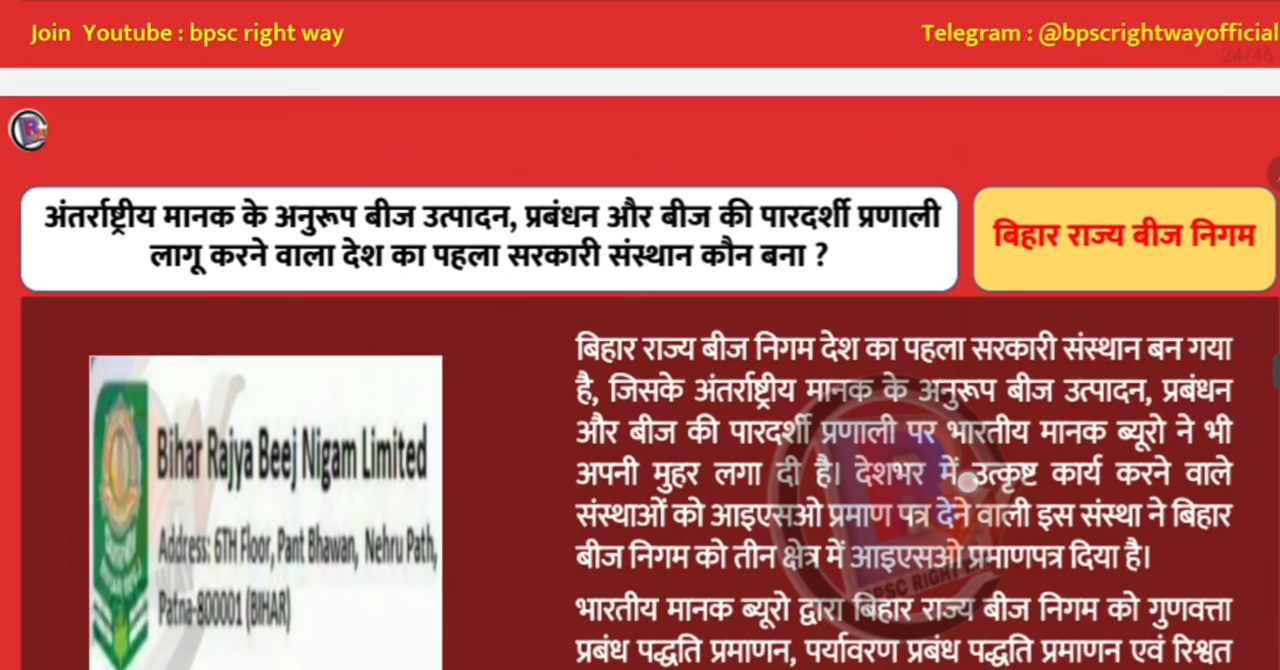 Join Youtube : bpsc right way
Telegram : @bpscrightwayofficial
24/46
अंतर्राष्ट्रीय मानक के अनुरूप बीज उत्पादन, प्रबंधन और बीज की पारदर्शी प्रणाली
लागू करने वाला देश का पहला सरकारी संस्थान कौन बना ?
बिहार राज्य बीज निगम
Bihar Rajya Beej Nigam Limited
Address: 6TH Floor, Pant Bhawan, Nehru Path,
Patna-800001 (BIHAR)
बिहार राज्य बीज निगम देश का पहला सरकारी संस्थान बन गया
है, जिसके अंतर्राष्ट्रीय मानक के अनुरूप बीज उत्पादन, प्रबंधन
और बीज की पारदर्शी प्रणाली पर भारतीय मानक ब्यूरो ने भी
अपनी मुहर लगा दी है। देशभर में उत्कृष्ट कार्य करने वाले
संस्थाओं को आइएसओ प्रमाण पत्र देने वाली इस संस्था ने बिहार
बीज निगम को तीन क्षेत्र में आइएसओ प्रमाणपत्र दिया है।
भारतीय मानक ब्यूरो द्वारा बिहार राज्य बीज निगम को गुणवत्ता
प्रबंध पद्धति प्रमाणन, पर्यावरण प्रबंध पद्धति प्रमाणन एवं रिश्वत